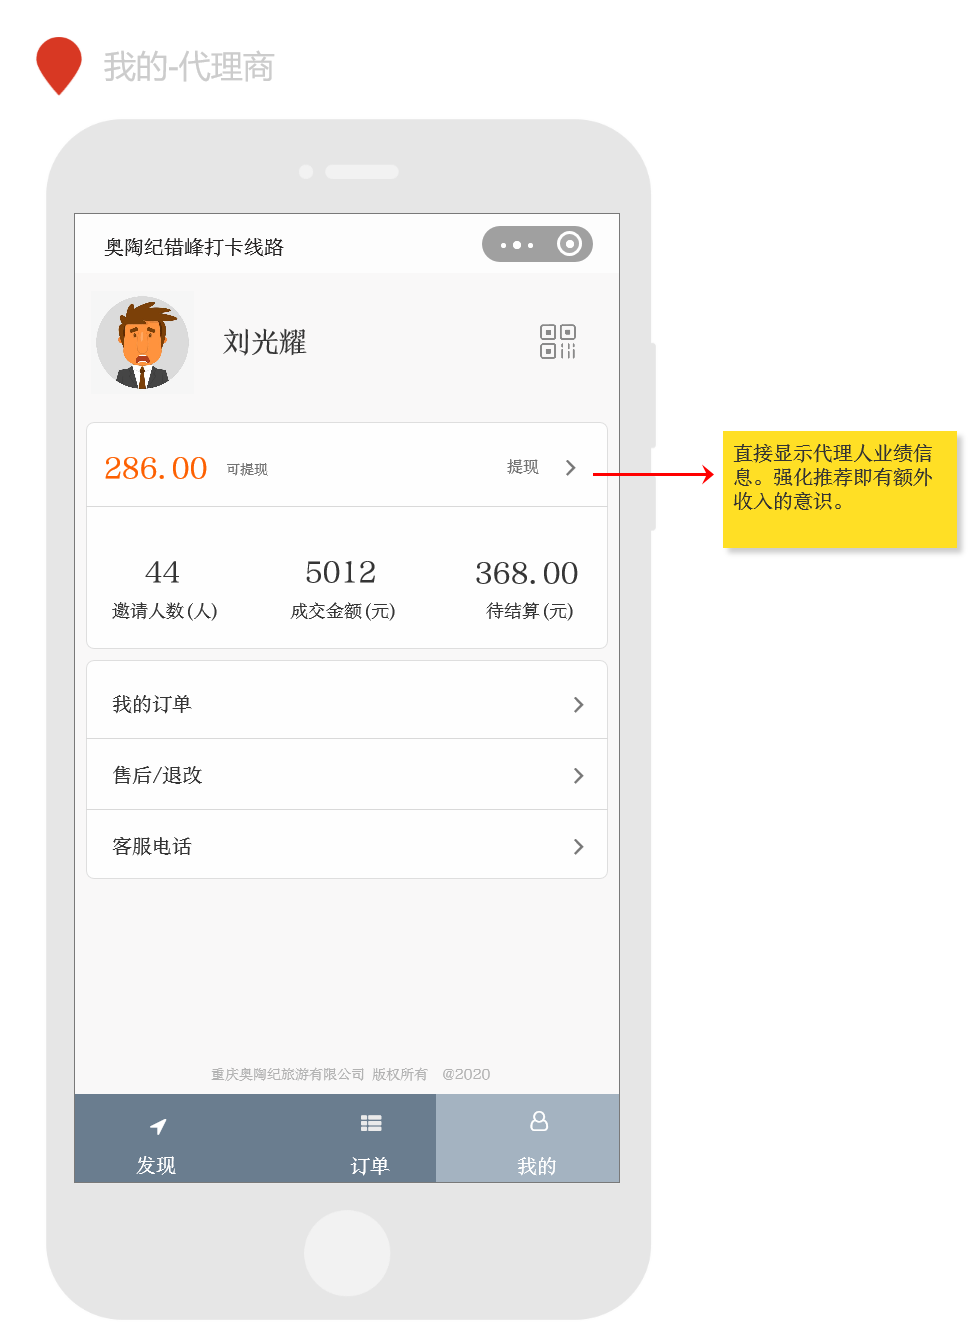 我的-代理商
奥陶纪错峰打卡线路
刘光耀
286.00 可提现 提现
直接显示代理人业绩信
息。强化推荐即有额外
收入的意识。
44 5012 368.00
邀请人数(人) 成交金额(元) 待结算(元)
我的订单
售后/退改
客服电话
重庆奥陶纪旅游有限公司 版权所有 @2020
发现 订单 我的